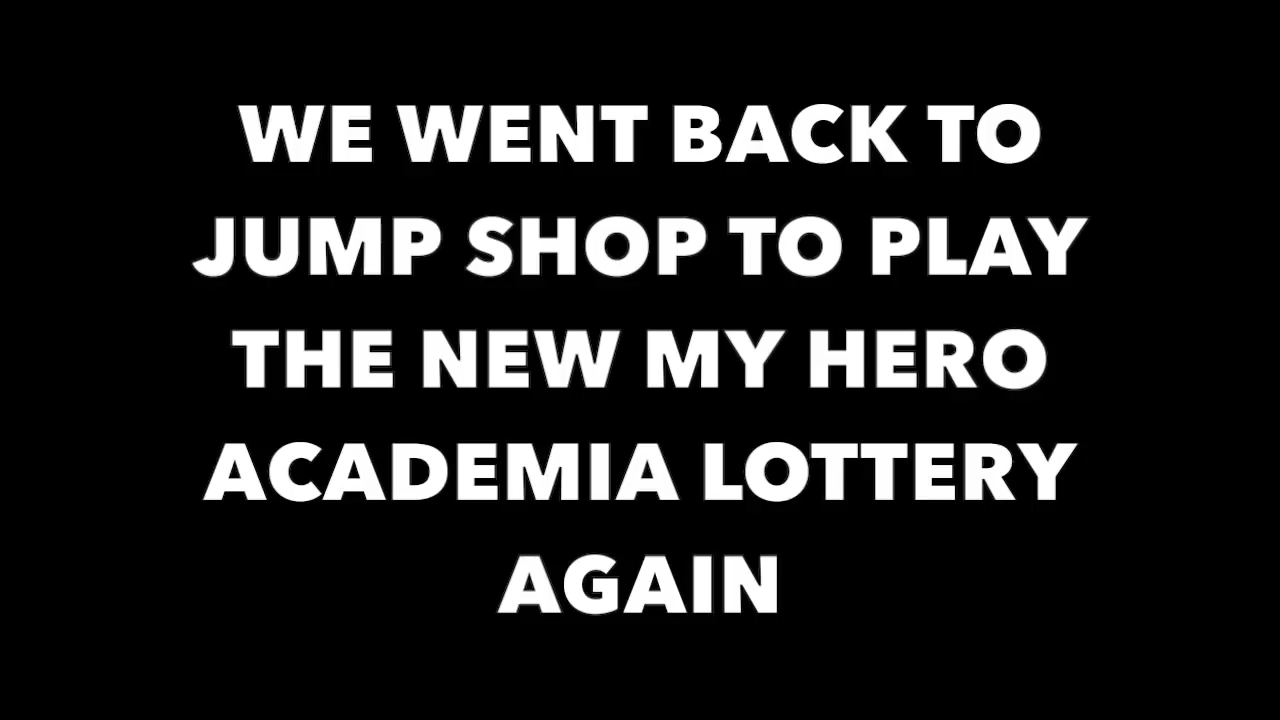 WE WENT BACK TO
JUMP SHOP TO PLAY
THE NEW MY HERO
ACADEMIA LOTTERY
AGAIN